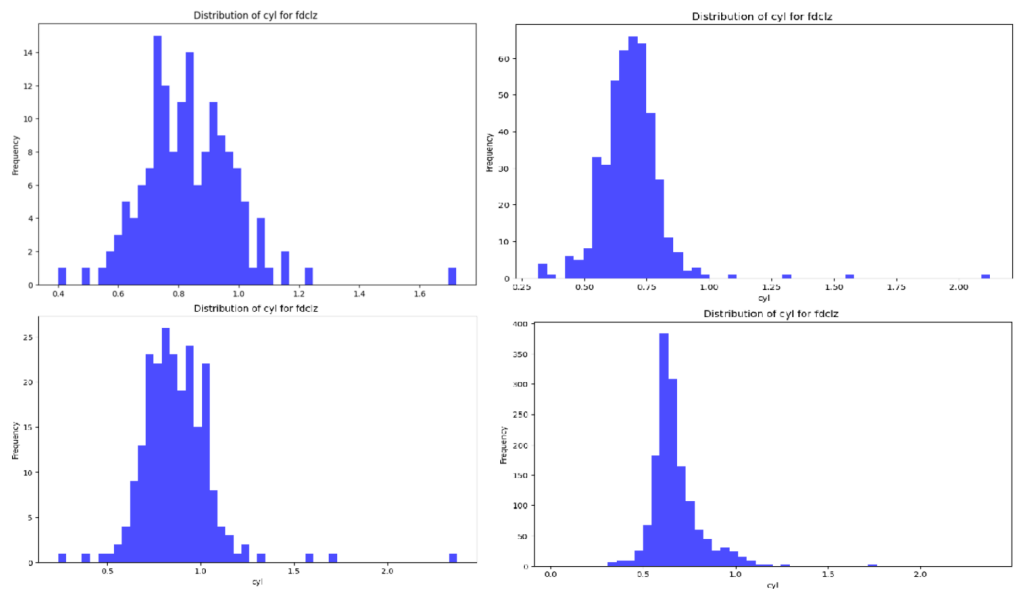 Distribution of cyl for fdclz
Frequency
14
12
10
8
6
4
2
0
0.4 0.6 0.8 1.0 1.2 1.4 1.6
Distribution of cyl for fdclz
Frequency
60
50
40
30
20
10
0
0.25 0.50 0.75 1.00 1.25 1.50 1.75 2.00
cyl
Distribution of cyl for fdclz
Frequency
25
20
15
10
5
0
0.5 1.0 1.5 2.0
cyl
Distribution of cyl for fdclz
Frequency
400
350
300
250
200
150
100
50
0
0.0 0.5 1.0 1.5 2.0
cyl